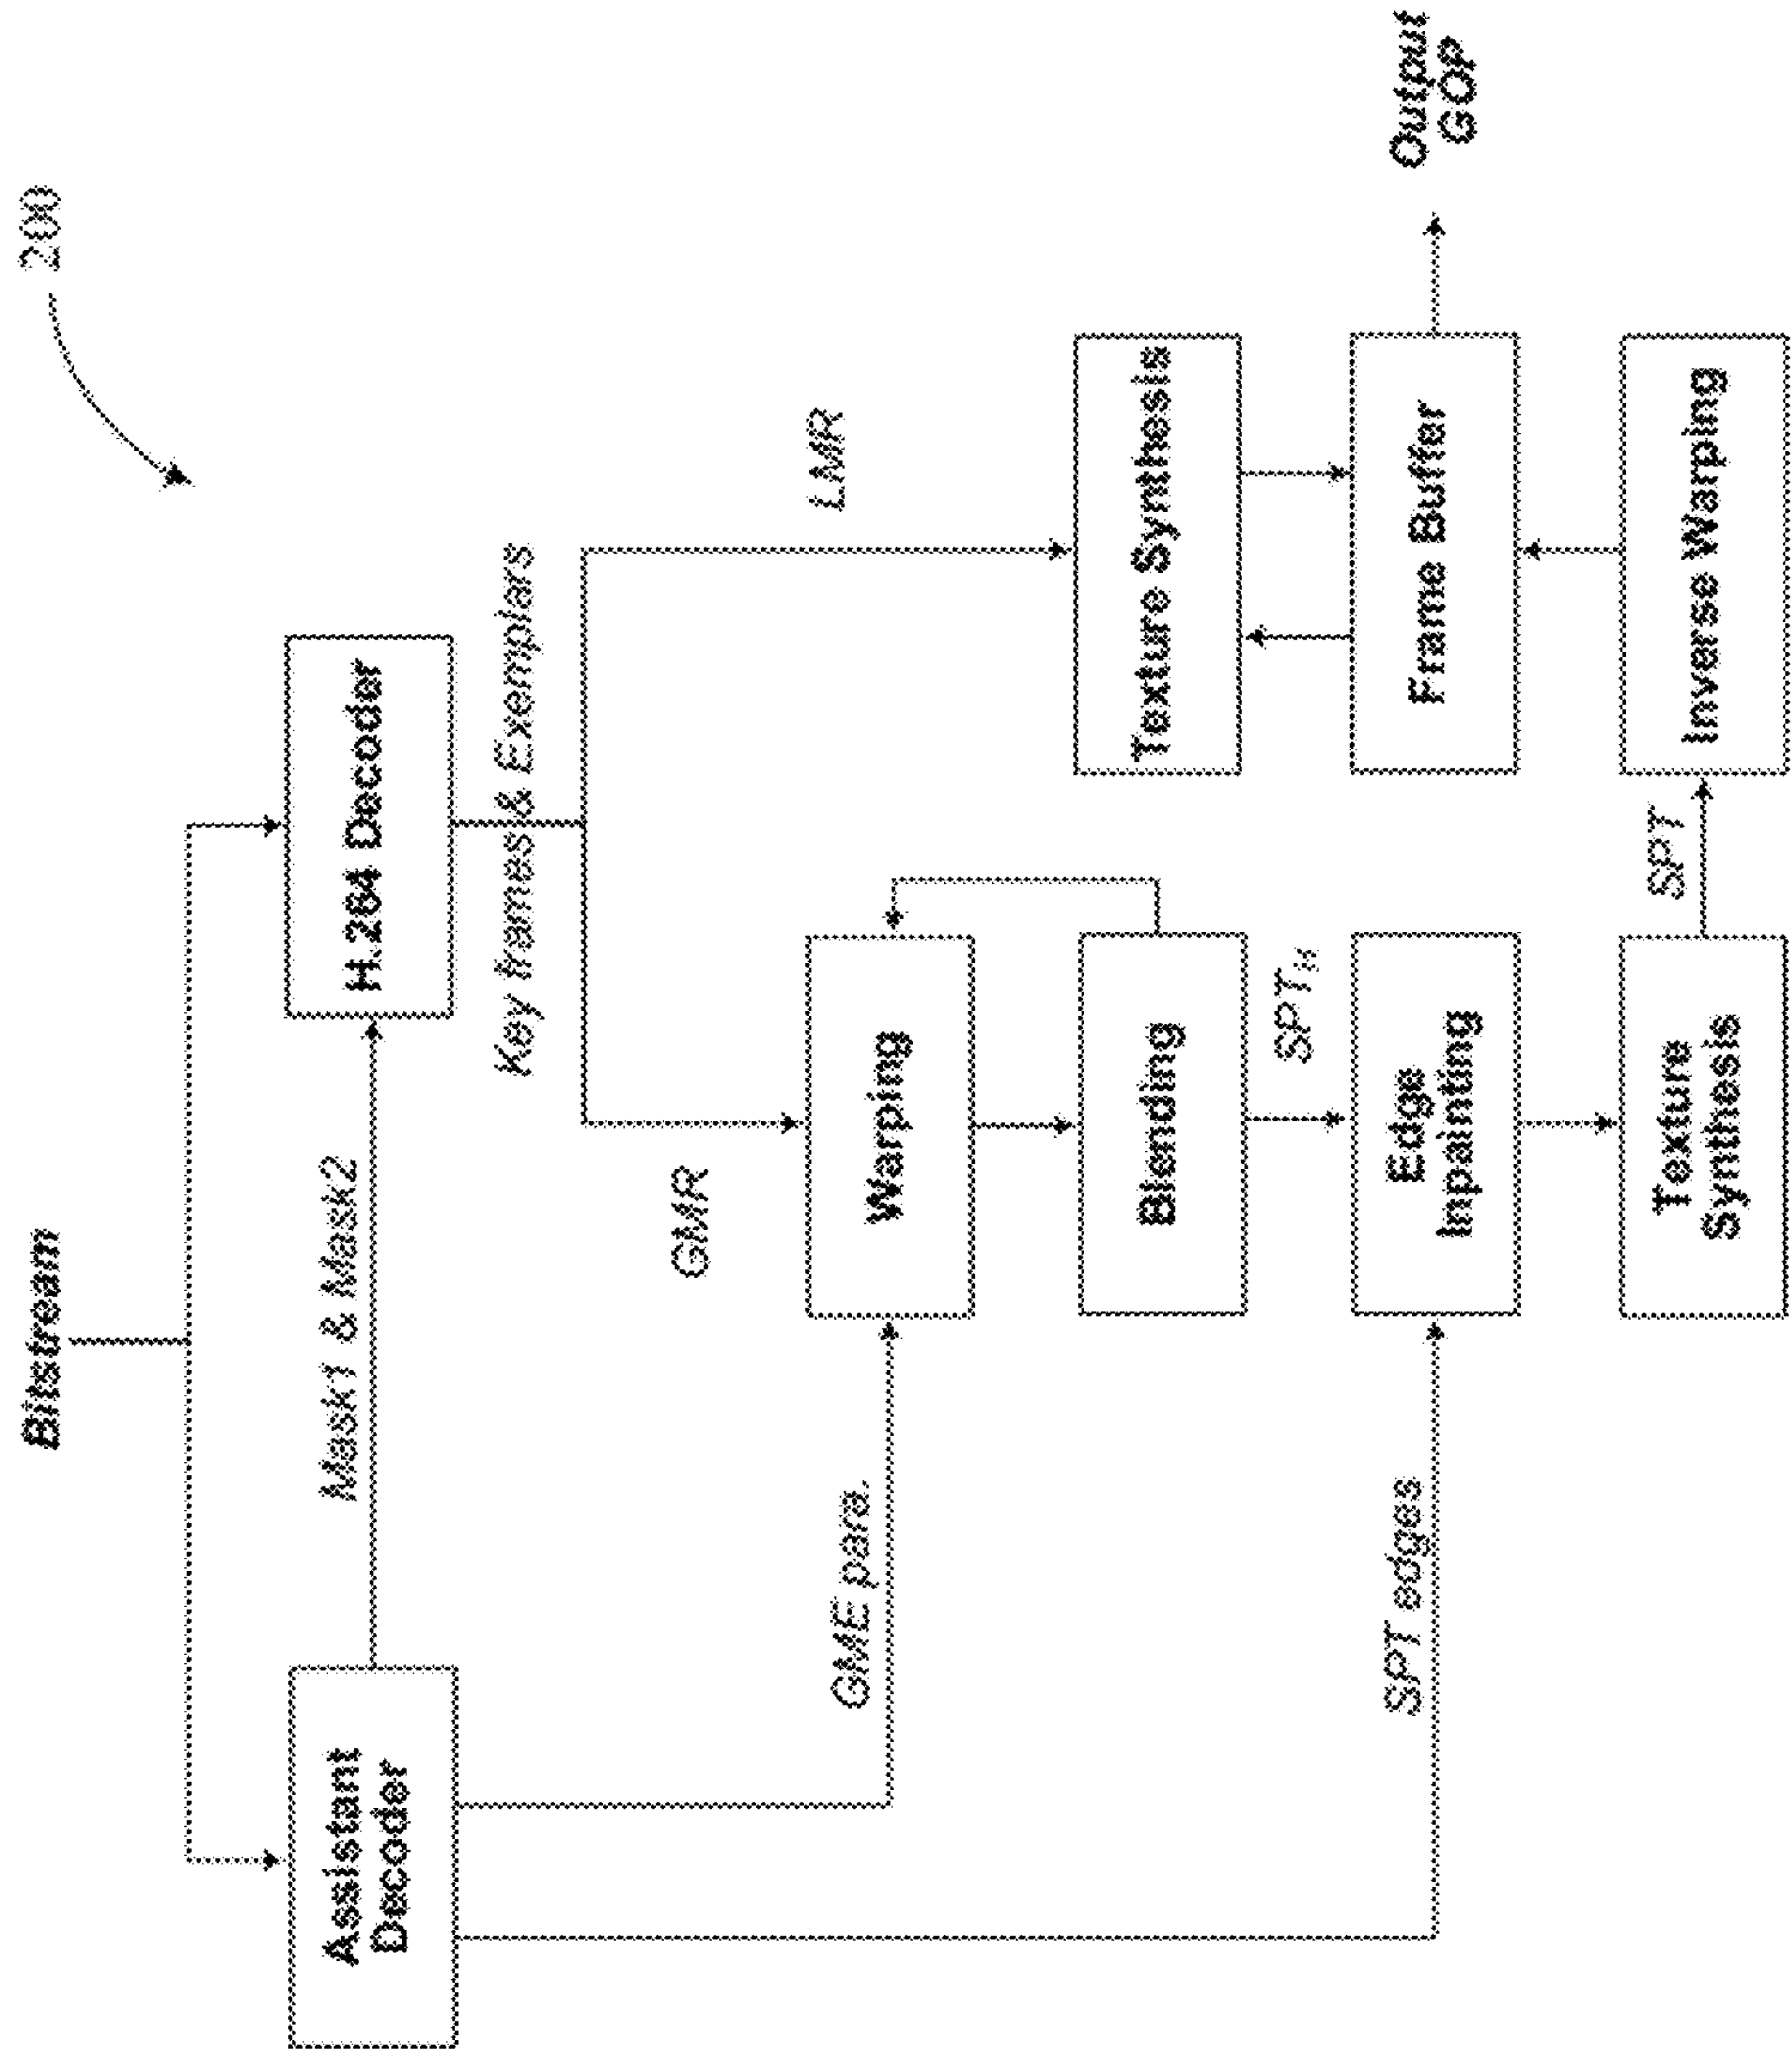 200
Bitstream
Mask1 & Mask2
Assistant
Decoder
H.264 Decoder
Key frames & Exemplars
GMR
LMR
GME para.
Warping
Blending
SPT_H
SPT edges
Edge
Inpainting
Texture
Synthesis
SPT
Texture Synthesis
Frame Buffer
Inverse Warping
Output
GOP